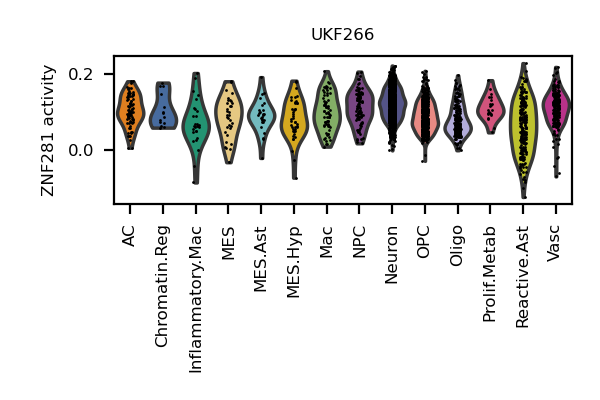 UKF266
ZNF281 activity
0.2
0.0
AC
Chromatin.Reg
Inflammatory.Mac
MES
MES.Ast
MES.Hyp
Mac
NPC
Neuron
OPC
Oligo
Prolif.Metab
Reactive.Ast
Vasc